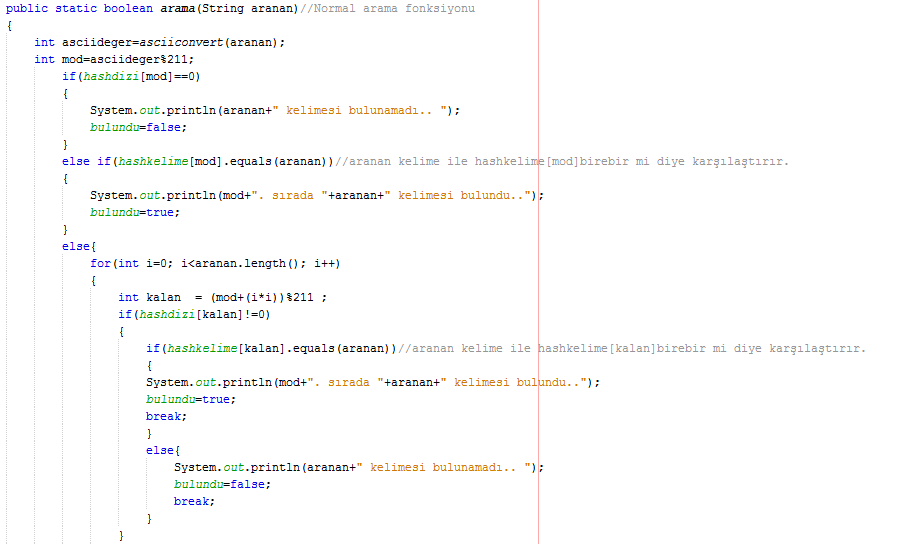 public static boolean arama(String aranan)//Normal arama fonksiyonu
{
int asciideger=asciiconvert(aranan);
int mod=asciideger%211;
if(hashdizi[mod]==0)
{
System.out.println(aranan+" kelimesi bulunamadı.. ");
bulundu=false;
}
else if(hashkelime[mod].equals(aranan))//aranan kelime ile hashkelime[mod]birebir mi diye karşılaştırır.
{
System.out.println(mod+". sırada "+aranan+" kelimesi bulundu..");
bulundu=true;
}
else{
for(int i=0; i<aranan.length(); i++)
{
int kalan  = (mod+(i*i))%211 ;
if(hashdizi[kalan]!=0)
{
if(hashkelime[kalan].equals(aranan))//aranan kelime ile hashkelime[kalan]birebir mi diye karşılaştırır.
{
System.out.println(mod+". sırada "+aranan+" kelimesi bulundu..");
bulundu=true;
break;
}
else{
System.out.println(aranan+" kelimesi bulunamadı.. ");
bulundu=false;
break;
}
}